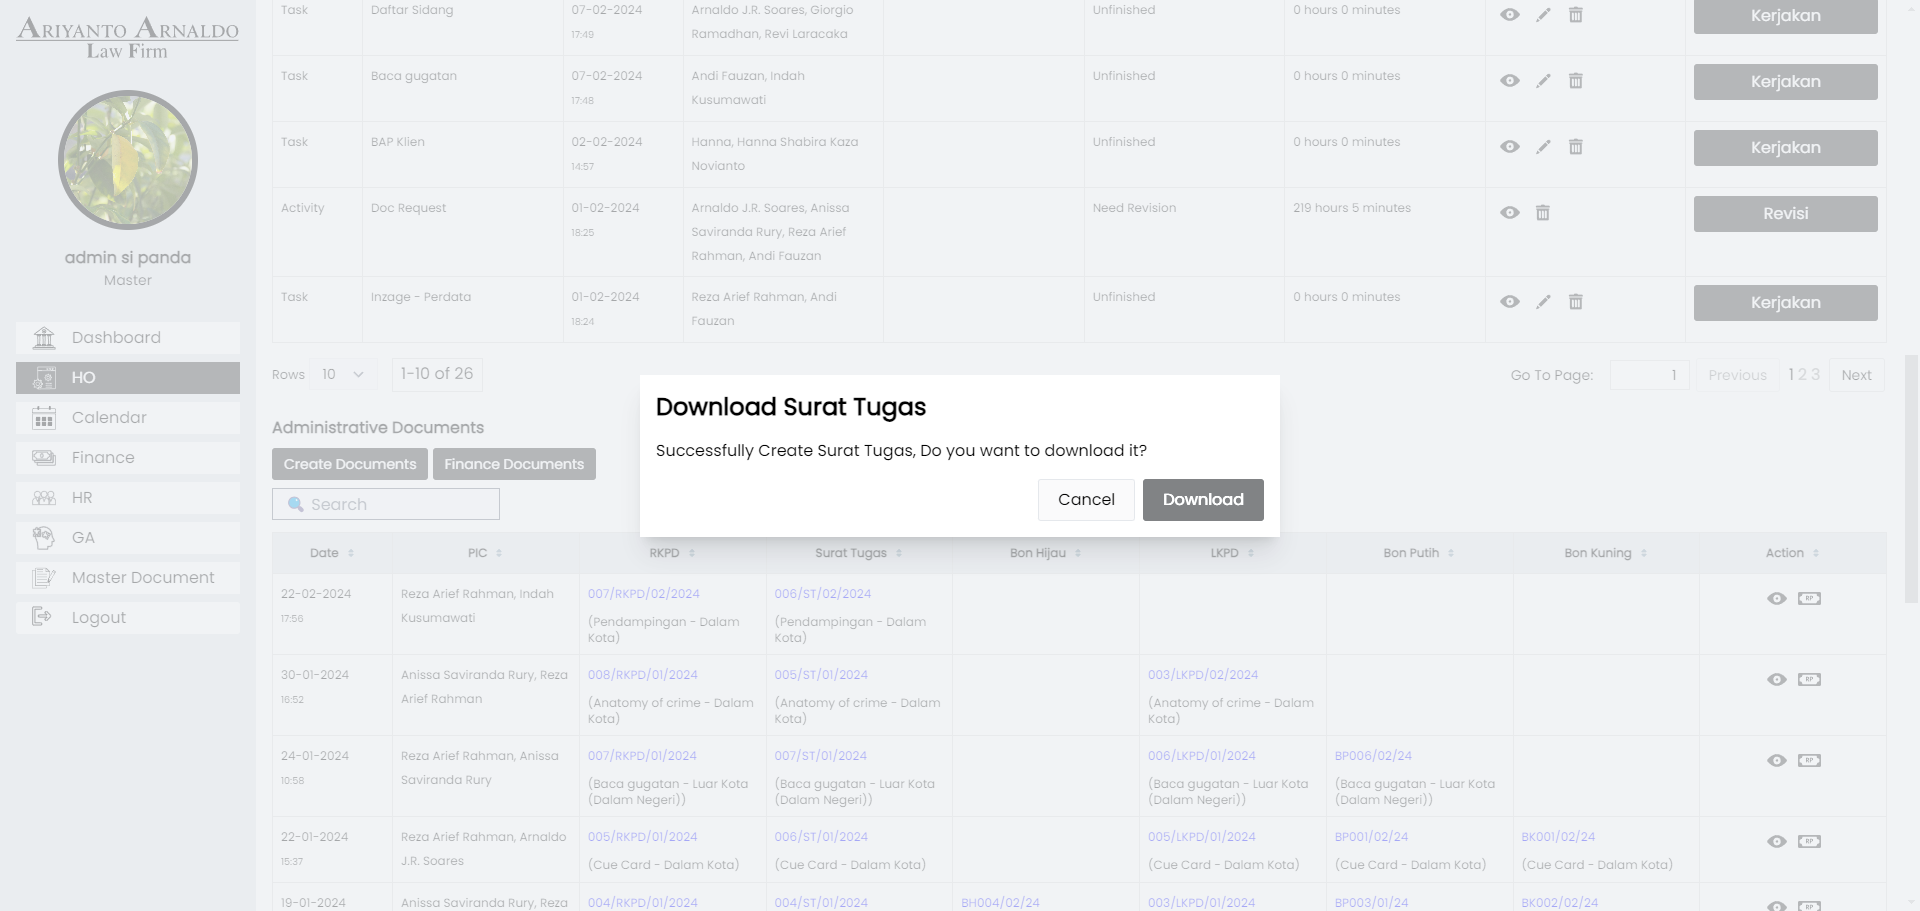 ARIYANTO ARNALDO
Law Firm
admin si panda
Master
Dashboard
HO
Calendar
Finance
HR
GA
Master Document
Logout
Task
Daftar Sidang
07-02-2024
17:49
Arnaldo J.R. Soares, Giorgio
Ramadhan, Revi Laracaka
Unfinished
0 hours 0 minutes
Kerjakan
Task
Baca gugatan
07-02-2024
17:48
Andi Fauzan, Indah
Kusumawati
Unfinished
0 hours 0 minutes
Kerjakan
Task
BAP Klien
02-02-2024
14:57
Hanna, Hanna Shabira Kaza
Novianto
Unfinished
0 hours 0 minutes
Kerjakan
Activity
Doc Request
01-02-2024
18:25
Arnaldo J.R. Soares, Anissa
Saviranda Rury, Reza Arief
Rahman, Andi Fauzan
Need Revision
219 hours 5 minutes
Revisi
Task
Inzage - Perdata
01-02-2024
18:24
Reza Arief Rahman, Andi
Fauzan
Unfinished
0 hours 0 minutes
Kerjakan
Rows 10 1-10 of 26
Go To Page: 1 Previous 1 2 3 Next
Download Surat Tugas
Successfully Create Surat Tugas, Do you want to download it?
Cancel Download
Administrative Documents
Create Documents Finance Documents
Search
Date PIC RKPD Surat Tugas Bon Hijau LKPD Bon Putih Bon Kuning Action
22-02-2024
17:56
Reza Arief Rahman, Indah
Kusumawati
007/RKPD/02/2024
(Pendampingan - Dalam
Kota)
006/ST/02/2024
(Pendampingan - Dalam
Kota)
RP
30-01-2024
16:52
Anissa Saviranda Rury, Reza
Arief Rahman
008/RKPD/01/2024
(Anatomy of crime - Dalam
Kota)
005/ST/01/2024
(Anatomy of crime - Dalam
Kota)
003/LKPD/02/2024
(Anatomy of crime - Dalam
Kota)
RP
24-01-2024
10:58
Reza Arief Rahman, Anissa
Saviranda Rury
007/RKPD/01/2024
(Baca gugatan - Luar Kota
(Dalam Negeri))
007/ST/01/2024
(Baca gugatan - Luar Kota
(Dalam Negeri))
006/LKPD/01/2024
(Baca gugatan - Luar Kota
(Dalam Negeri))
BP006/02/24
(Baca gugatan - Luar Kota
(Dalam Negeri))
RP
22-01-2024
15:37
Reza Arief Rahman, Arnaldo
J.R. Soares
005/RKPD/01/2024
(Cue Card - Dalam Kota)
006/ST/01/2024
(Cue Card - Dalam Kota)
005/LKPD/01/2024
(Cue Card - Dalam Kota)
BP001/02/24
(Cue Card - Dalam Kota)
BK001/02/24
(Cue Card - Dalam Kota)
RP
19-01-2024
Anissa Saviranda Rury, Reza
004/RKPD/01/2024
004/ST/01/2024
BH004/02/24
003/LKPD/01/2024
BP003/01/24
BK002/02/24
RP